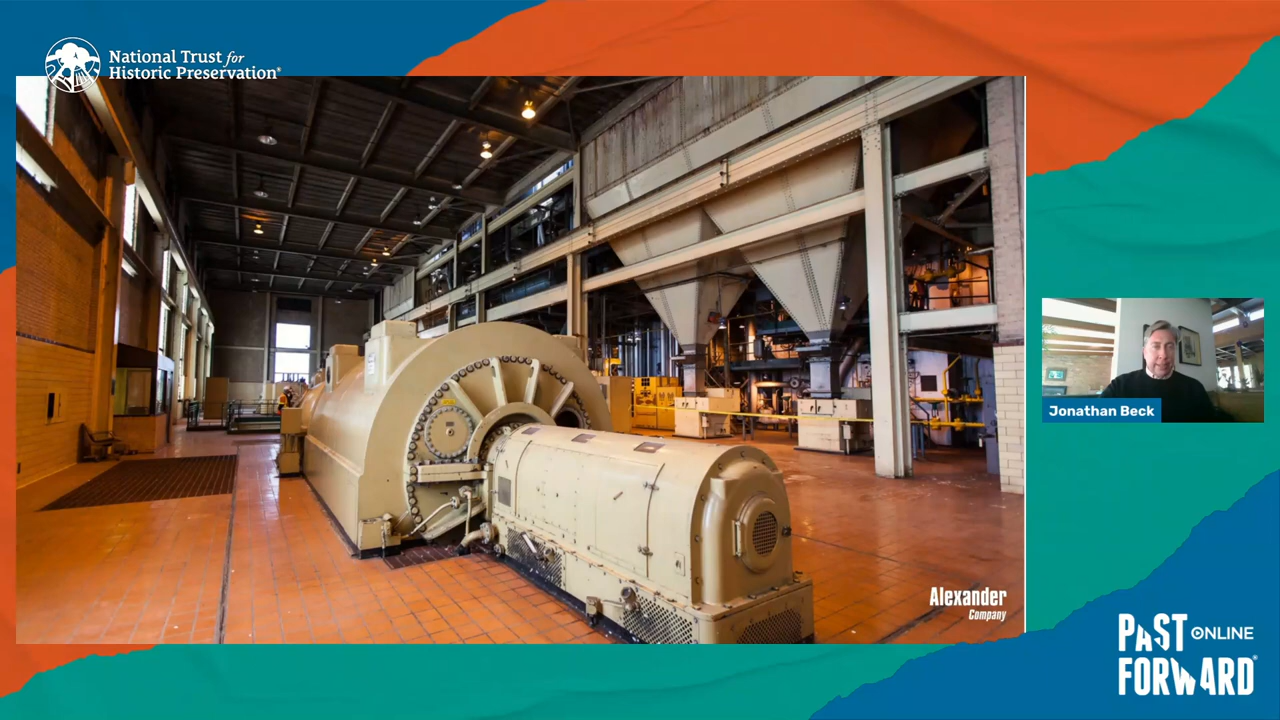 National Trust for
Historic Preservation®
Jonathan Beck
Alexander
Company
PAST ONLINE
FORWARD®